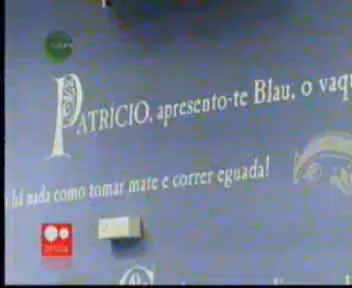 PATRÍCIO, apresento-te Blau, o vaq
há nada como tomar mate e correr eguada!